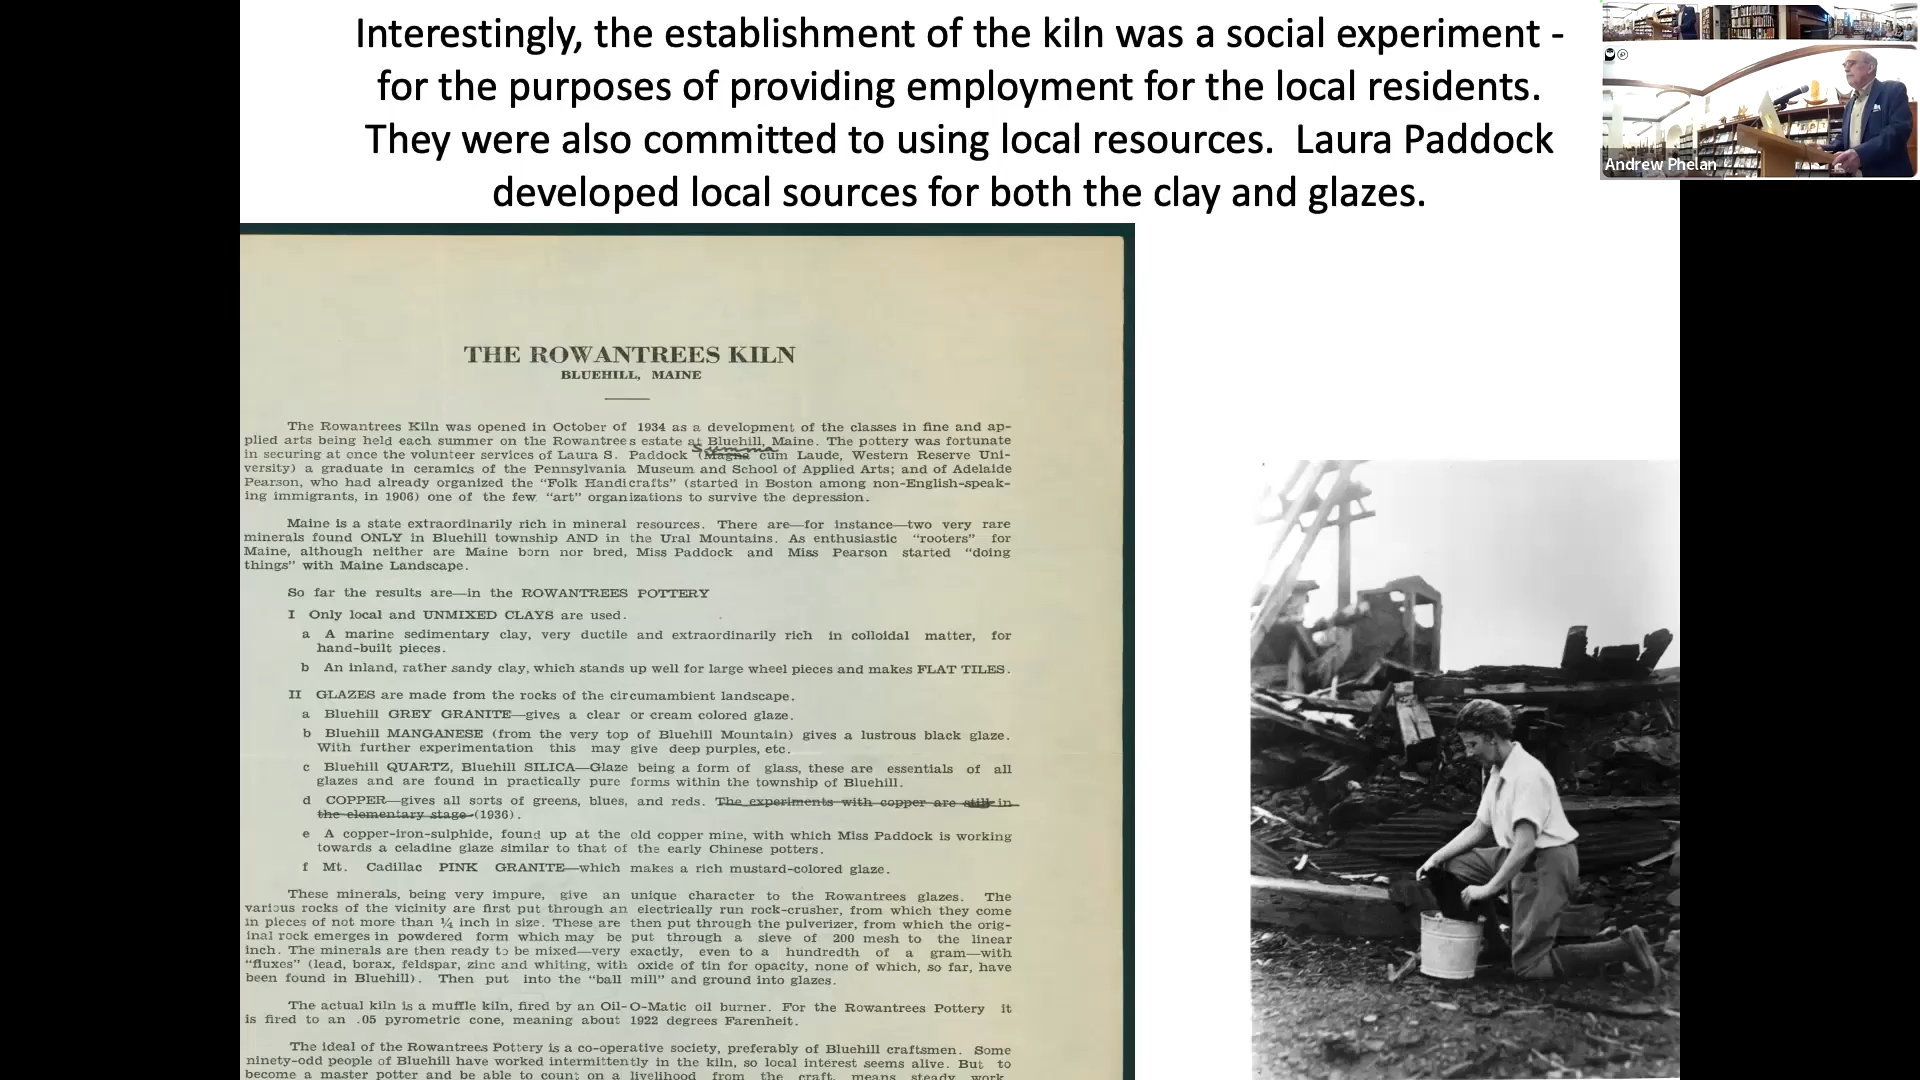 Interestingly, the establishment of the kiln was a social experiment -
for the purposes of providing employment for the local residents.
They were also committed to using local resources.  Laura Paddock
developed local sources for both the clay and glazes.
Andrew Phelan
THE ROWANTREES KILN
BLUEHILL, MAINE
The Rowantrees Kiln was opened in October of 1934 as a development of the classes in fine and ap-
plied arts being held each summer on the Rowantrees estate at Bluehill, Maine. The pottery was fortunate
Summa
in securing at once the volunteer services of Laura S. Paddock (Magna cum Laude, Western Reserve Uni-
versity) a graduate in ceramics of the Pennsylvania Museum and School of Applied Arts; and of Adelaide
Pearson, who had already organized the "Folk Handicrafts" (started in Boston among non-English-speak-
ing immigrants, in 1906) one of the few "art" organizations to survive the depression.
Maine is a state extraordinarily rich in mineral resources. There are—for instance—two very rare
minerals found ONLY in Bluehill township AND in the Ural Mountains. As enthusiastic "rooters" for
Maine, although neither are Maine born nor bred, Miss Paddock and Miss Pearson started "doing
things" with Maine Landscape.
So far the results are—in the ROWANTREES POTTERY
I Only local and UNMIXED CLAYS are used.
a A marine sedimentary clay, very ductile and extraordinarily rich in colloidal matter, for
hand-built pieces.
b An inland, rather sandy clay, which stands up well for large wheel pieces and makes FLAT TILES.
II GLAZES are made from the rocks of the circumambient landscape.
a Bluehill GREY GRANITE—gives a clear or cream colored glaze.
b Bluehill MANGANESE (from the very top of Bluehill Mountain) gives a lustrous black glaze.
With further experimentation this may give deep purples, etc.
c Bluehill QUARTZ, Bluehill SILICA—Glaze being a form of glass, these are essentials of all
glazes and are found in practically pure forms within the township of Bluehill.
d COPPER—gives all sorts of greens, blues, and reds. The experiments with copper are still in
the elementary stage (1936).
e A copper-iron-sulphide, found up at the old copper mine, with which Miss Paddock is working
towards a celadine glaze similar to that of the early Chinese potters.
f Mt. Cadillac PINK GRANITE—which makes a rich mustard-colored glaze.
These minerals, being very impure, give an unique character to the Rowantrees glazes. The
various rocks of the vicinity are first put through an electrically run rock-crusher, from which they come
in pieces of not more than ¼ inch in size. These are then put through the pulverizer, from which the orig-
inal rock emerges in powdered form which may be put through a sieve of 200 mesh to the linear
inch. The minerals are then ready to be mixed—very exactly, even to a hundredth of a gram—with
"fluxes" (lead, borax, feldspar, zinc and whiting, with oxide of tin for opacity, none of which, so far, have
been found in Bluehill). Then put into the "ball mill" and ground into glazes.
The actual kiln is a muffle kiln, fired by an Oil-O-Matic oil burner. For the Rowantrees Pottery it
is fired to an .05 pyrometric cone, meaning about 1922 degrees Farenheit.
The ideal of the Rowantrees Pottery is a co-operative society, preferably of Bluehill craftsmen. Some
ninety-odd people of Bluehill have worked intermittently in the kiln, so local interest seems alive. But to
become a master potter and be able to count on a livelihood from the craft, means steady work,